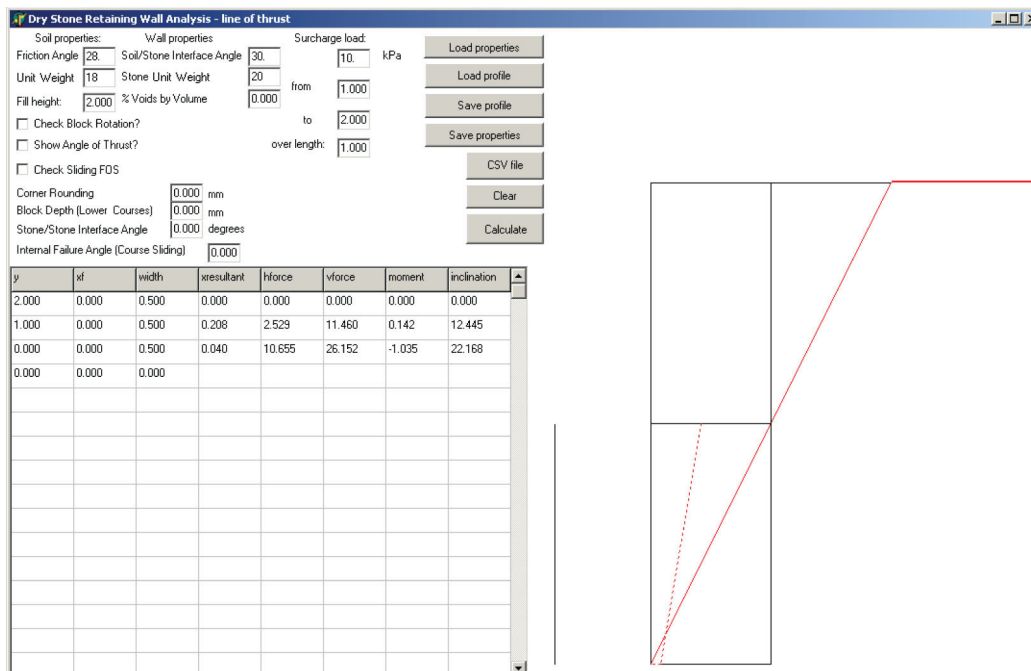 Dry Stone Retaining Wall Analysis - line of thrust
Soil properties: Wall properties Surcharge load:
Friction Angle 28. Soil/Stone Interface Angle 30. 10. kPa
Unit Weight 18 Stone Unit Weight 20
from 1.000
Fill height: 2.000 % Voids by Volume 0.000
Check Block Rotation? to 2.000
Show Angle of Thrust? over length: 1.000
Check Sliding FOS
Corner Rounding 0.000 mm
Block Depth (Lower Courses) 0.000 mm
Stone/Stone Interface Angle 0.000 degrees
Internal Failure Angle (Course Sliding) 0.000
Load properties
Load profile
Save profile
Save properties
CSV file
Clear
Calculate
y xf width xresultant hforce vforce moment inclination
2.000 0.000 0.500 0.000 0.000 0.000 0.000 0.000
1.000 0.000 0.500 0.208 2.529 11.460 0.142 12.445
0.000 0.000 0.500 0.040 10.655 26.152 -1.035 22.168
0.000 0.000 0.000